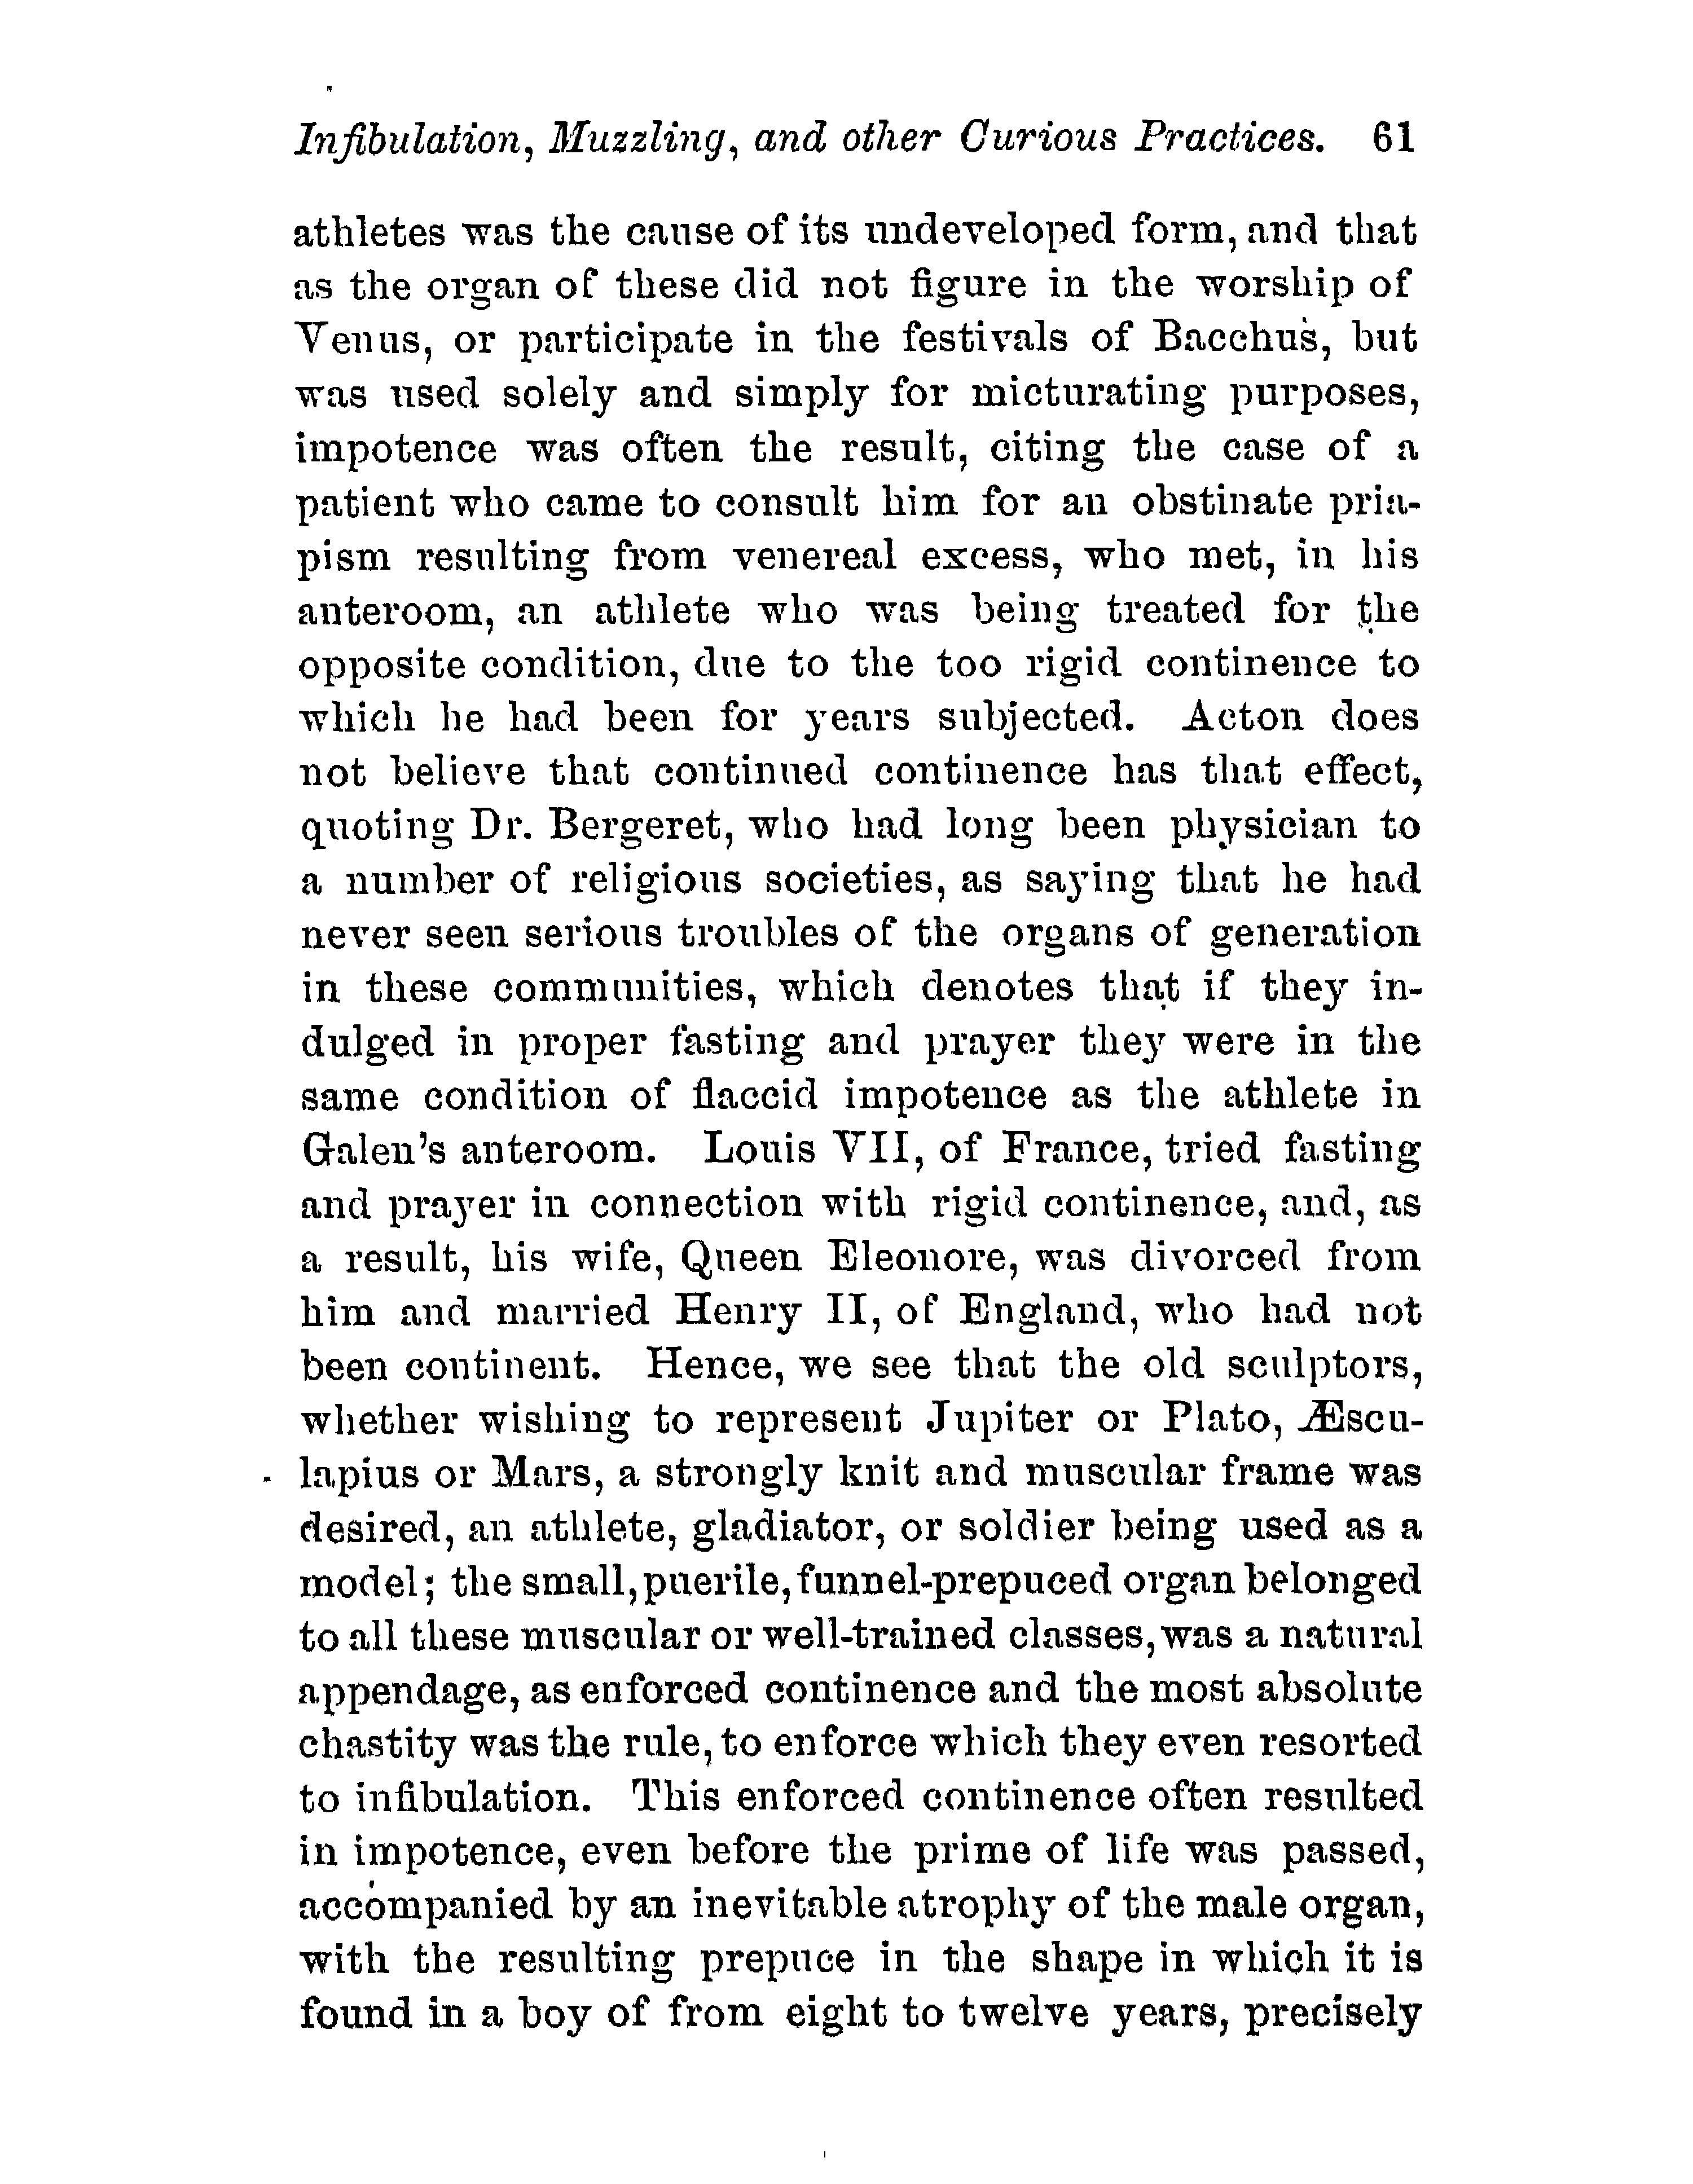 Infibulation, Muzzling, and other Curious Practices. 61
athletes was the cause of its undeveloped form, and that
as the organ of these did not figure in the worship of
Venus, or participate in the festivals of Bacchus, but
was used solely and simply for micturating purposes,
impotence was often the result, citing the case of a
patient who came to consult him for an obstinate pria-
pism resulting from venereal excess, who met, in his
anteroom, an athlete who was being treated for the
opposite condition, due to the too rigid continence to
which he had been for years subjected. Acton does
not believe that continued continence has that effect,
quoting Dr. Bergeret, who had long been physician to
a number of religious societies, as saying that he had
never seen serious troubles of the organs of generation
in these communities, which denotes that if they in-
dulged in proper fasting and prayer they were in the
same condition of flaccid impotence as the athlete in
Galen's anteroom. Louis VII, of France, tried fasting
and prayer in connection with rigid continence, and, as
a result, his wife, Queen Eleonore, was divorced from
him and married Henry II, of England, who had not
been continent. Hence, we see that the old sculptors,
whether wishing to represent Jupiter or Plato, Æscu-
lapius or Mars, a strongly knit and muscular frame was
desired, an athlete, gladiator, or soldier being used as a
model; the small, puerile, funnel-prepuced organ belonged
to all these muscular or well-trained classes, was a natural
appendage, as enforced continence and the most absolute
chastity was the rule, to enforce which they even resorted
to infibulation. This enforced continence often resulted
in impotence, even before the prime of life was passed,
accompanied by an inevitable atrophy of the male organ,
with the resulting prepuce in the shape in which it is
found in a boy of from eight to twelve years, precisely